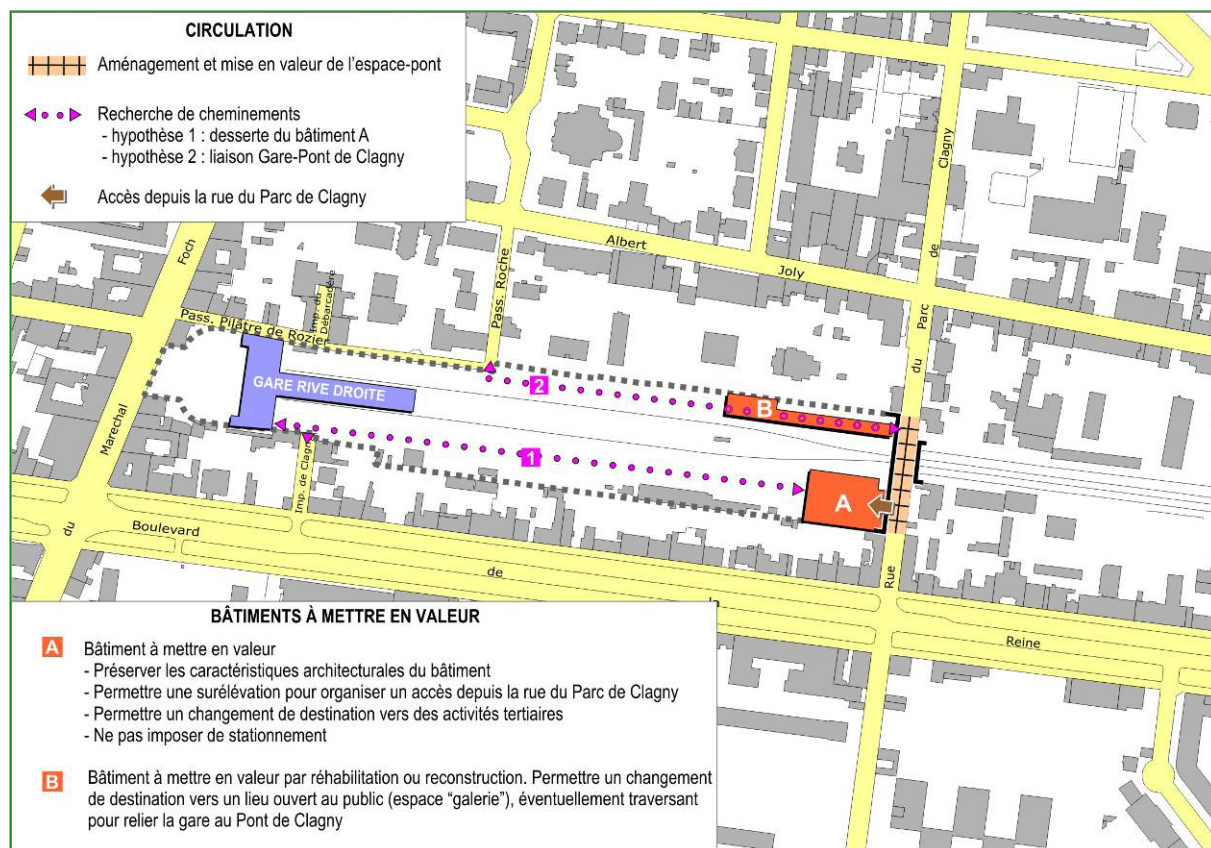 CIRCULATION
Aménagement et mise en valeur de l'espace-pont
Recherche de cheminements
- hypothèse 1 : desserte du bâtiment A
- hypothèse 2 : liaison Gare-Pont de Clagny
Accès depuis la rue du Parc de Clagny
Clagny
de
Parc
du
Rue
Albert
Joly
Foch
Marechal
du
Pass. Roche
Pass. Pilâtre de Rozier
Imp. du
Débarcadère
GARE RIVE DROITE
2
B
1
A
Imp. de Clagny
Boulevard
de
Reine
BÂTIMENTS À METTRE EN VALEUR
A Bâtiment à mettre en valeur
- Préserver les caractéristiques architecturales du bâtiment
- Permettre une surélévation pour organiser un accès depuis la rue du Parc de Clagny
- Permettre un changement de destination vers des activités tertiaires
- Ne pas imposer de stationnement
B Bâtiment à mettre en valeur par réhabilitation ou reconstruction. Permettre un changement
de destination vers un lieu ouvert au public (espace “galerie”), éventuellement traversant
pour relier la gare au Pont de Clagny